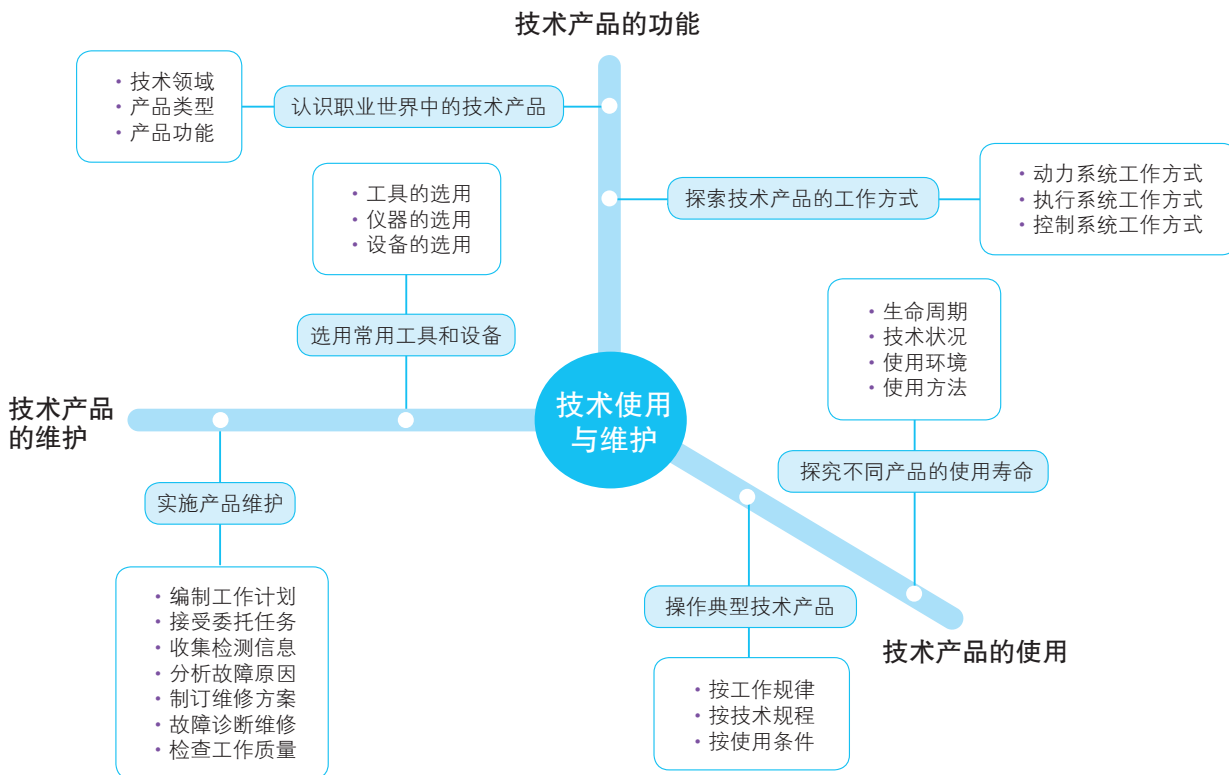 技术产品的功能
• 技术领域
• 产品类型
• 产品功能
认识职业世界中的技术产品
探索技术产品的工作方式
• 动力系统工作方式
• 执行系统工作方式
• 控制系统工作方式
• 工具的选用
• 仪器的选用
• 设备的选用
选用常用工具和设备
• 生命周期
• 技术状况
• 使用环境
• 使用方法
技术产品
的维护
技术使用
与维护
探究不同产品的使用寿命
实施产品维护
• 编制工作计划
• 接受委托任务
• 收集检测信息
• 分析故障原因
• 制订维修方案
• 故障诊断维修
• 检查工作质量
操作典型技术产品
• 按工作规律
• 按技术规程
• 按使用条件
技术产品的使用